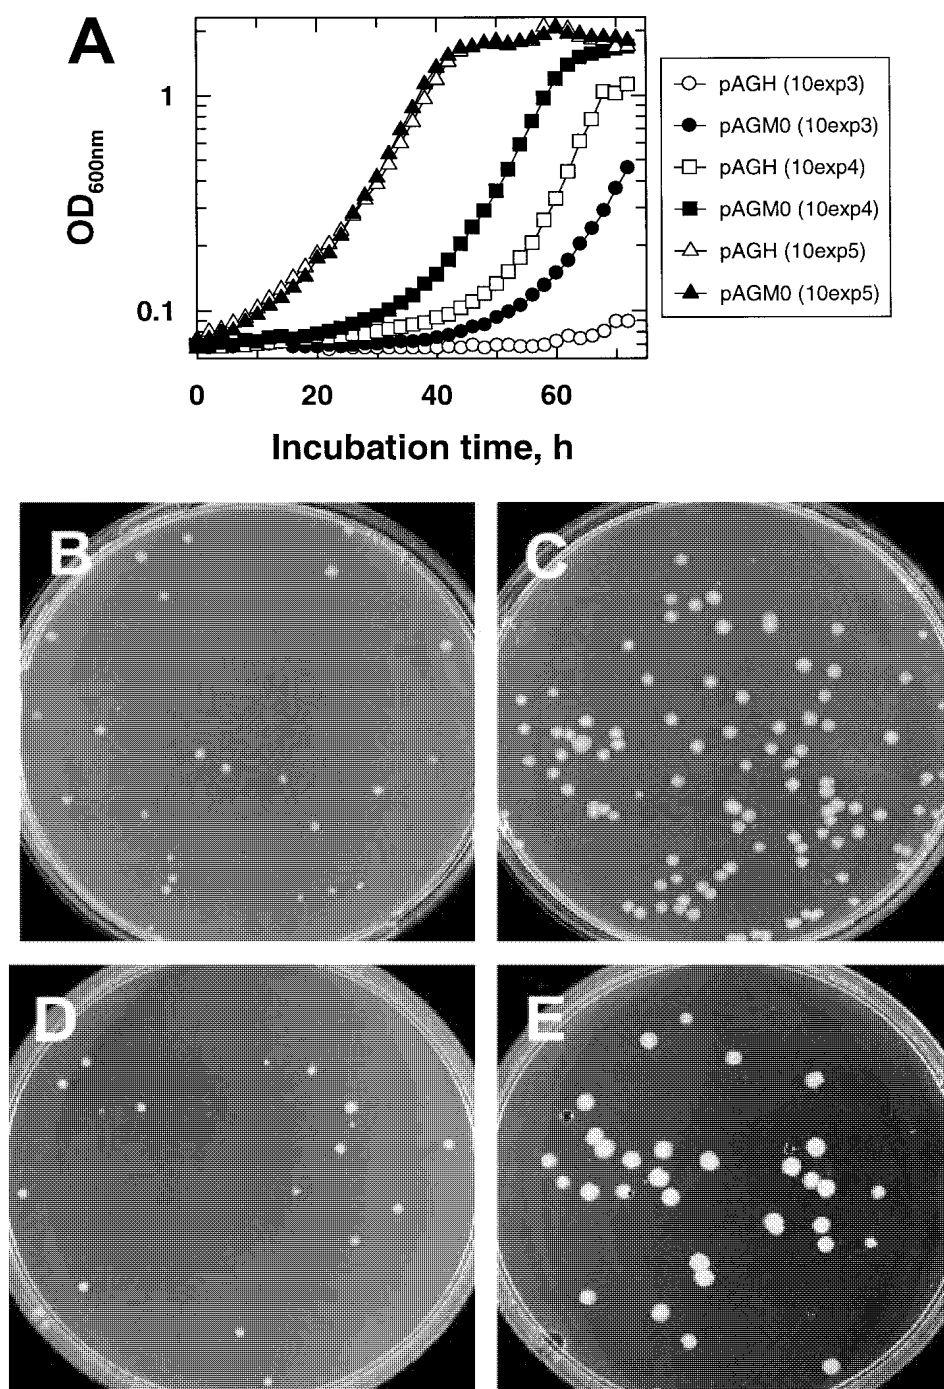 A
1
0.1
OD600nm
0 20 40 60
Incubation time, h
pAGH (10exp3)
pAGM0 (10exp3)
pAGH (10exp4)
pAGM0 (10exp4)
pAGH (10exp5)
pAGM0 (10exp5)
B
C
D
E